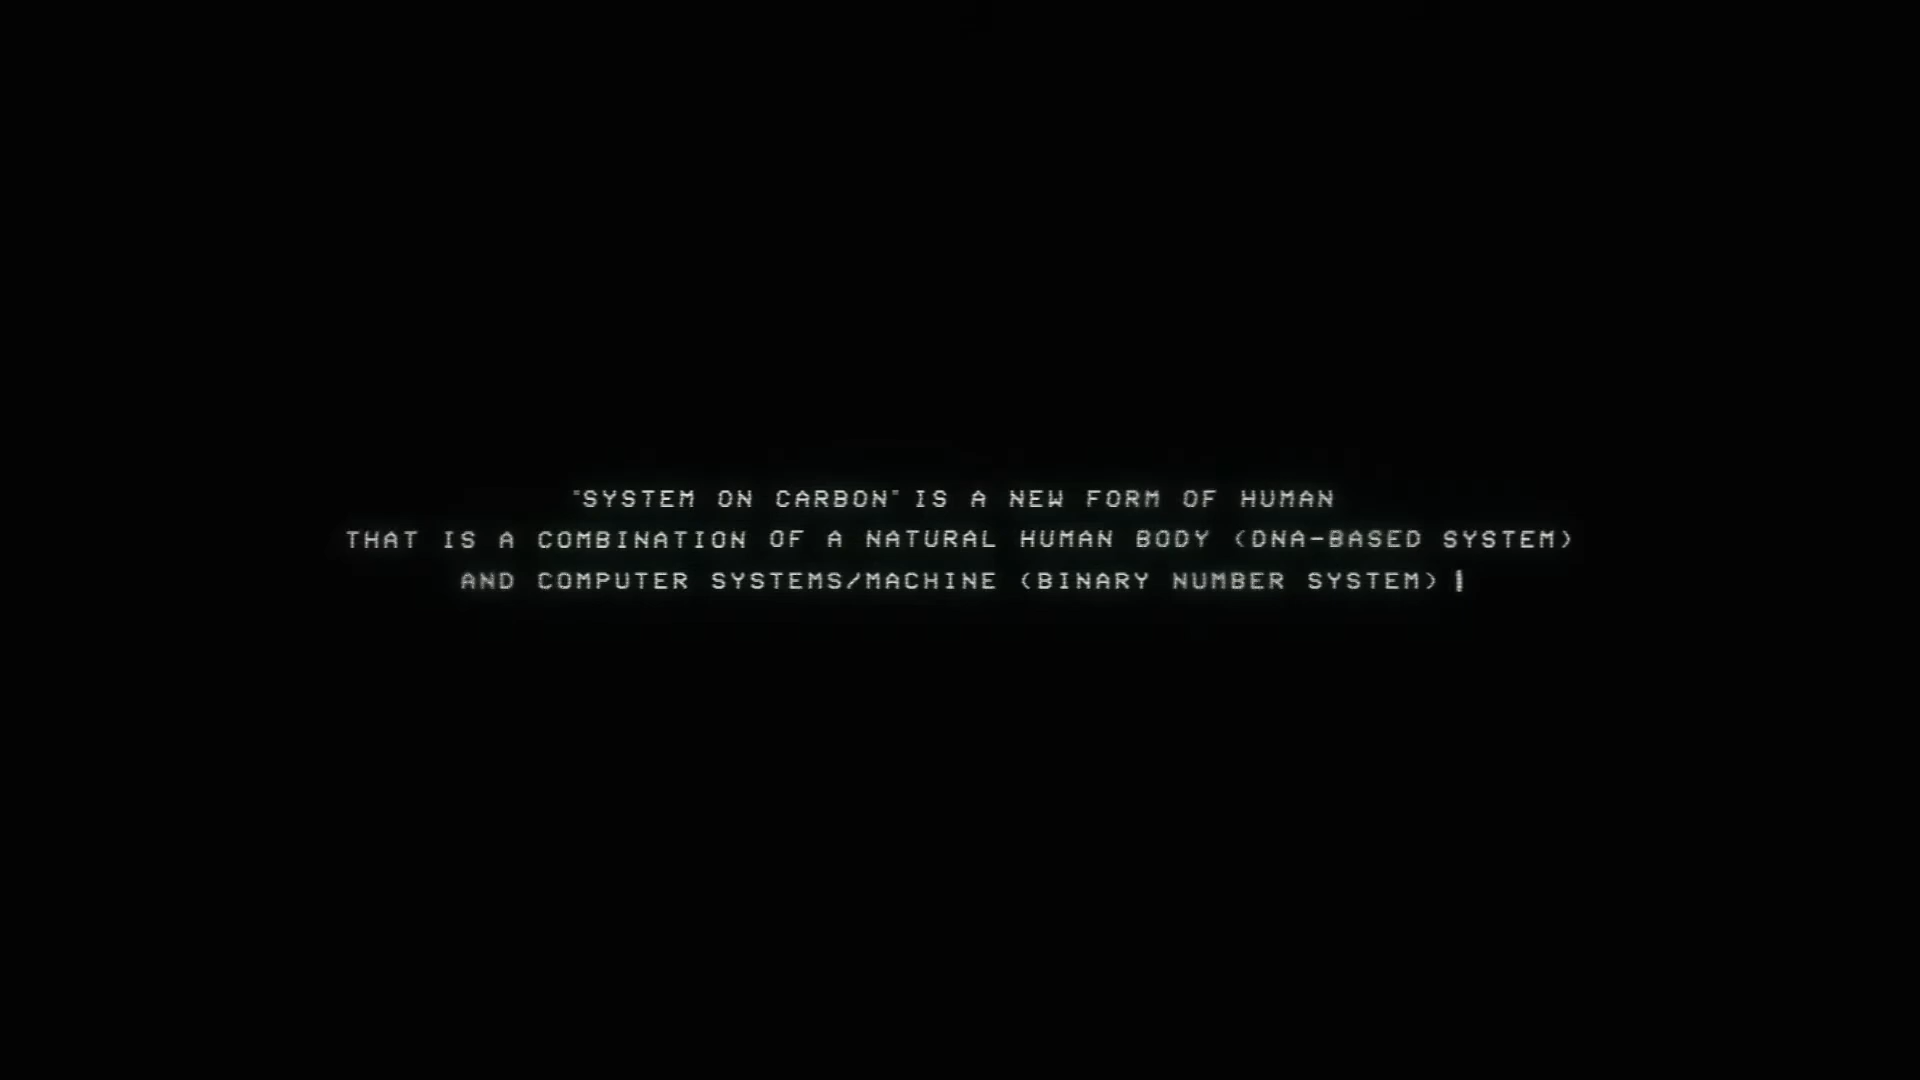 "SYSTEM ON CARBON" IS A NEW FORM OF HUMAN
THAT IS A COMBINATION OF A NATURAL HUMAN BODY (DNA-BASED SYSTEM)
AND COMPUTER SYSTEMS/MACHINE (BINARY NUMBER SYSTEM)